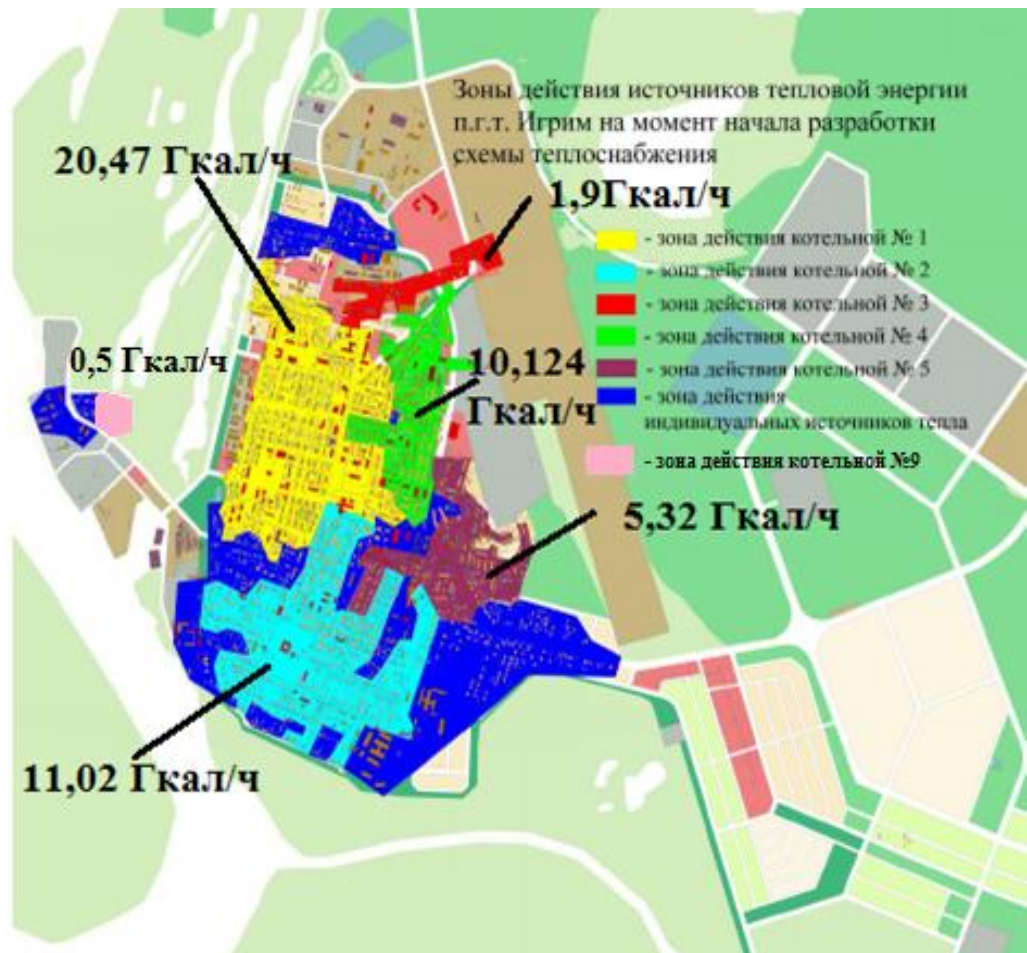 Зоны действия источников тепловой энергии
п.г.т. Игрим на момент начала разработки
схемы теплоснабжения
20,47 Гкал/ч
1,9Гкал/ч
- зона действия котельной № 1
- зона действия котельной № 2
- зона действия котельной № 3
- зона действия котельной № 4
- зона действия котельной № 5
- зона действия
индивидуальных источников тепла
- зона действия котельной №9
0,5 Гкал/ч
10,124
Гкал/ч
5,32 Гкал/ч
11,02 Гкал/ч